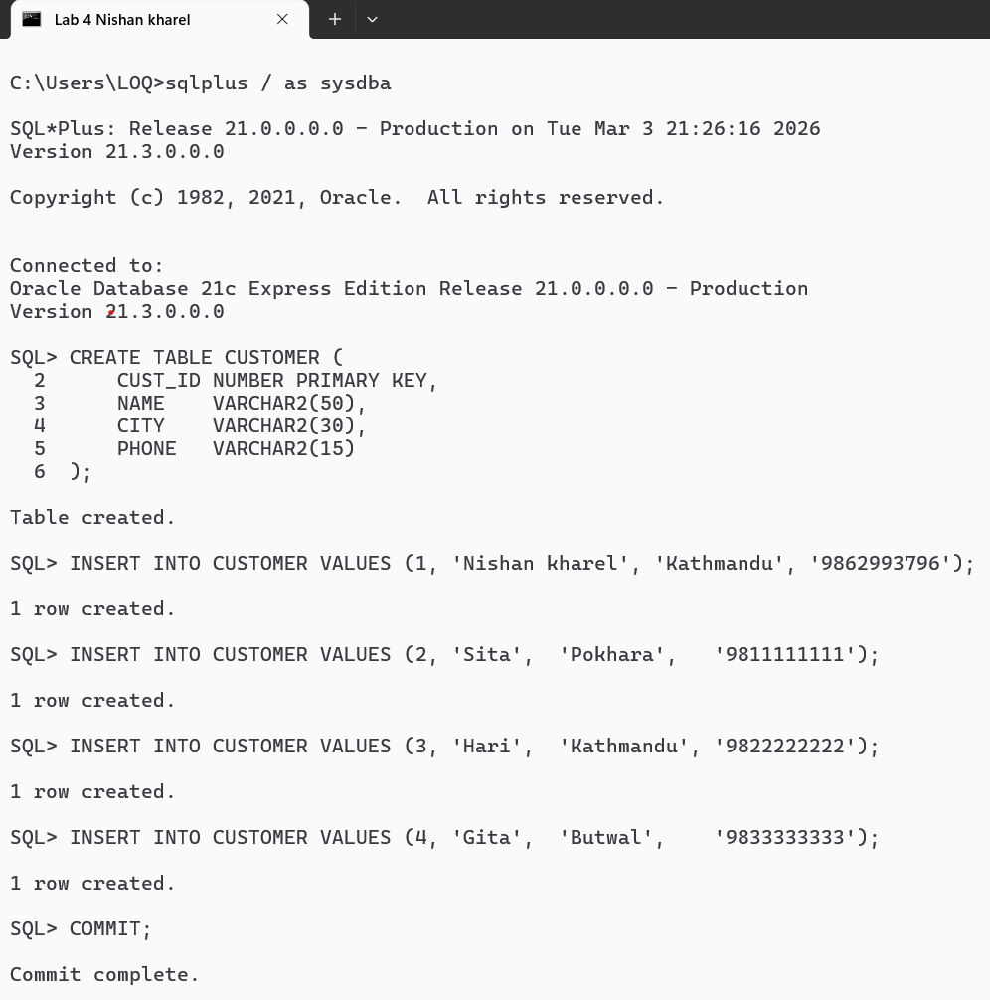 Lab 4 Nishan kharel
C:\Users\LOQ>sqlplus / as sysdba
SQL*Plus: Release 21.0.0.0.0 - Production on Tue Mar 3 21:26:16 2026
Version 21.3.0.0.0
Copyright (c) 1982, 2021, Oracle.  All rights reserved.
Connected to:
Oracle Database 21c Express Edition Release 21.0.0.0.0 - Production
Version 21.3.0.0.0
SQL> CREATE TABLE CUSTOMER (
  2      CUST_ID NUMBER PRIMARY KEY,
  3      NAME    VARCHAR2(50),
  4      CITY    VARCHAR2(30),
  5      PHONE   VARCHAR2(15)
  6  );
Table created.
SQL> INSERT INTO CUSTOMER VALUES (1, 'Nishan kharel', 'Kathmandu', '9862993796');
1 row created.
SQL> INSERT INTO CUSTOMER VALUES (2, 'Sita',  'Pokhara',   '9811111111');
1 row created.
SQL> INSERT INTO CUSTOMER VALUES (3, 'Hari',  'Kathmandu', '9822222222');
1 row created.
SQL> INSERT INTO CUSTOMER VALUES (4, 'Gita',  'Butwal',    '9833333333');
1 row created.
SQL> COMMIT;
Commit complete.